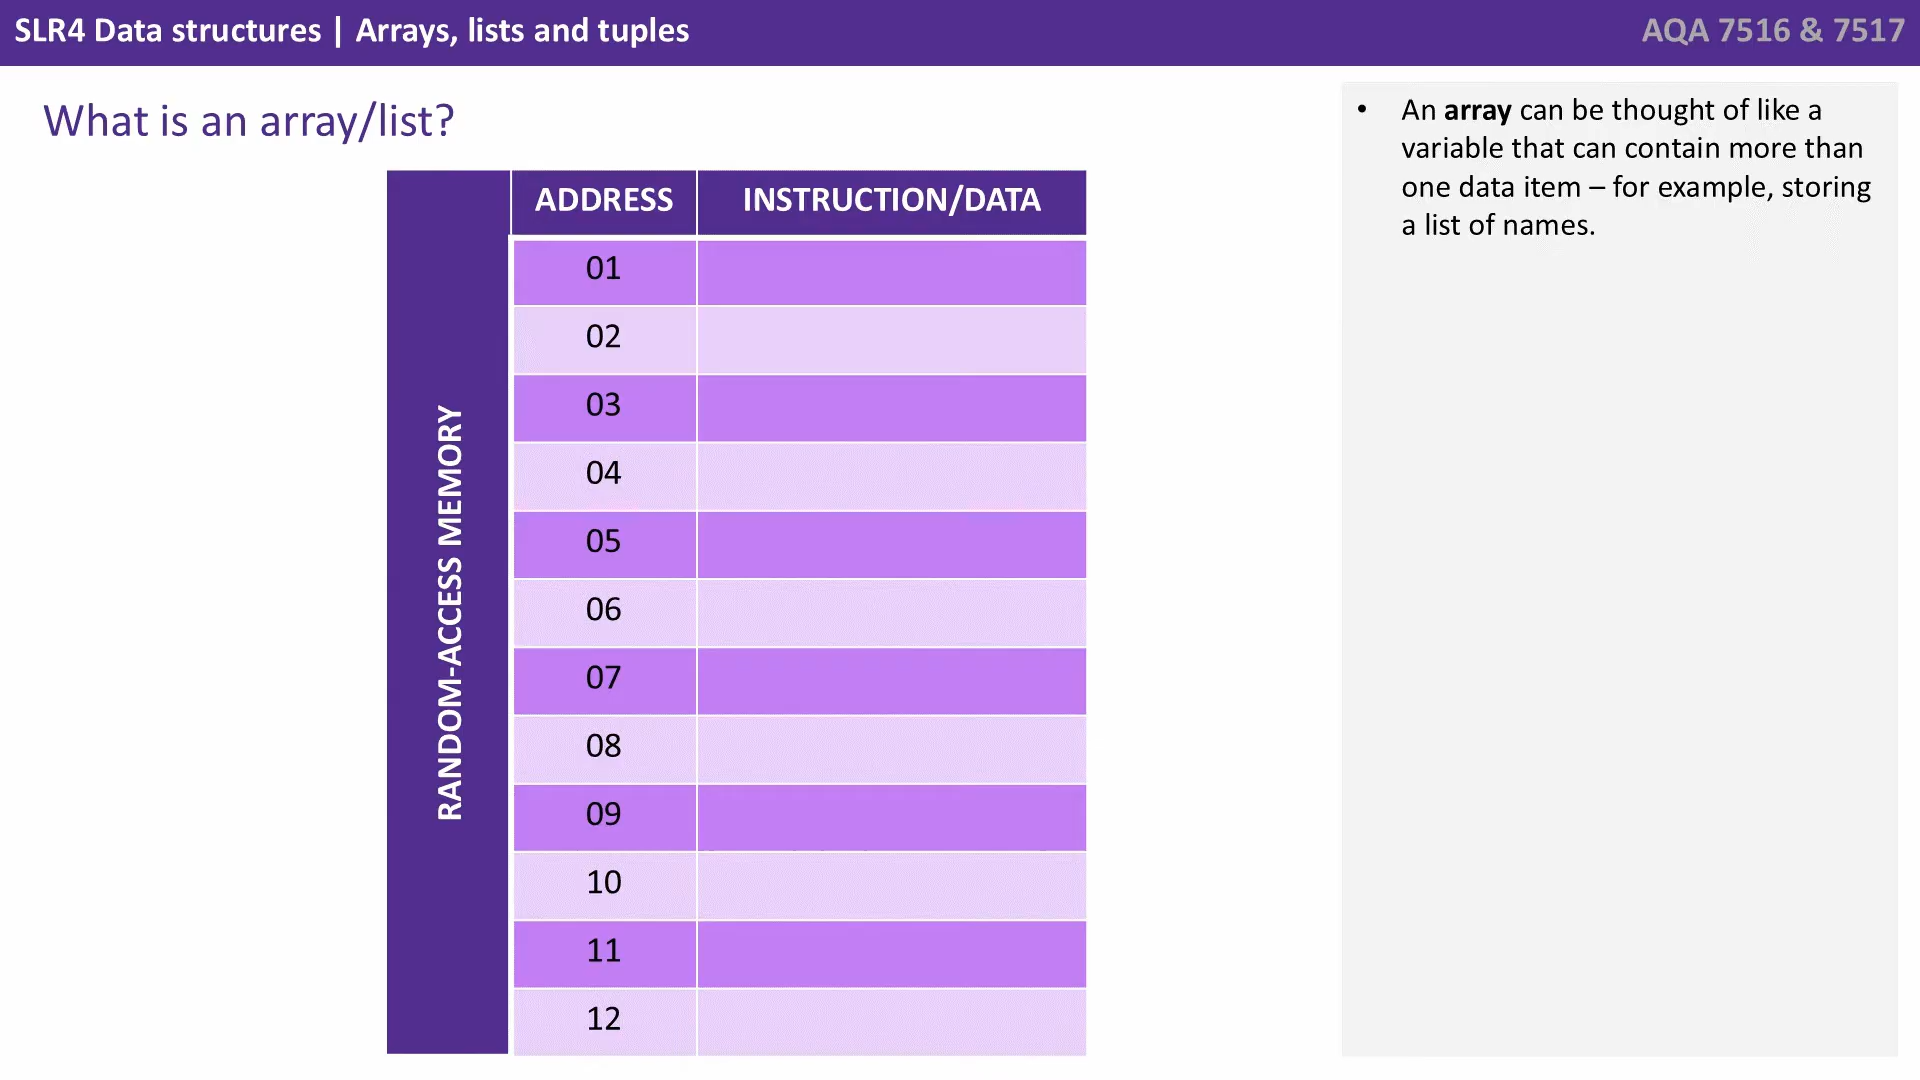 SLR4 Data structures | Arrays, lists and tuples
AQA 7516 & 7517
What is an array/list?
RANDOM-ACCESS MEMORY
ADDRESS INSTRUCTION/DATA
01
02
03
04
05
06
07
08
09
10
11
12
• An array can be thought of like a
variable that can contain more than
one data item – for example, storing
a list of names.